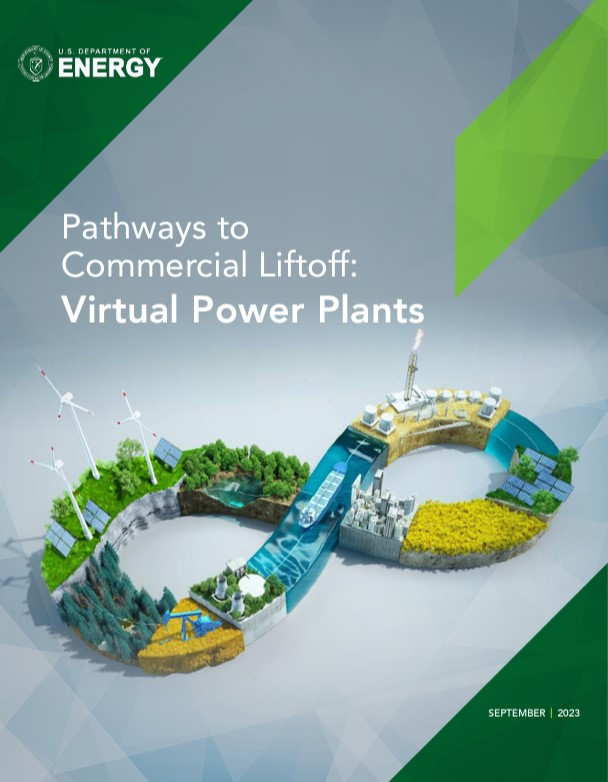 U.S. DEPARTMENT OF
ENERGY
Pathways to
Commercial Liftoff:
Virtual Power Plants
SEPTEMBER | 2023